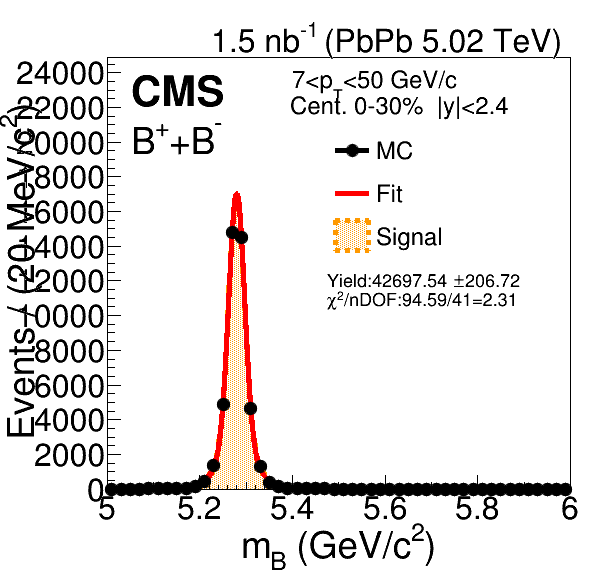 1.5 nb⁻¹ (PbPb 5.02 TeV)
CMS
B⁺+B⁻
7<p_T<50 GeV/c
Cent. 0-30% |y|<2.4
MC
Fit
Signal
Yield:42697.54 ±206.72
χ²/nDOF:94.59/41=2.31
Events / (20 MeV/c²)
24000
22000
20000
18000
16000
14000
12000
10000
8000
6000
4000
2000
0
5 5.2 5.4 5.6 5.8 6
m_B (GeV/c²)